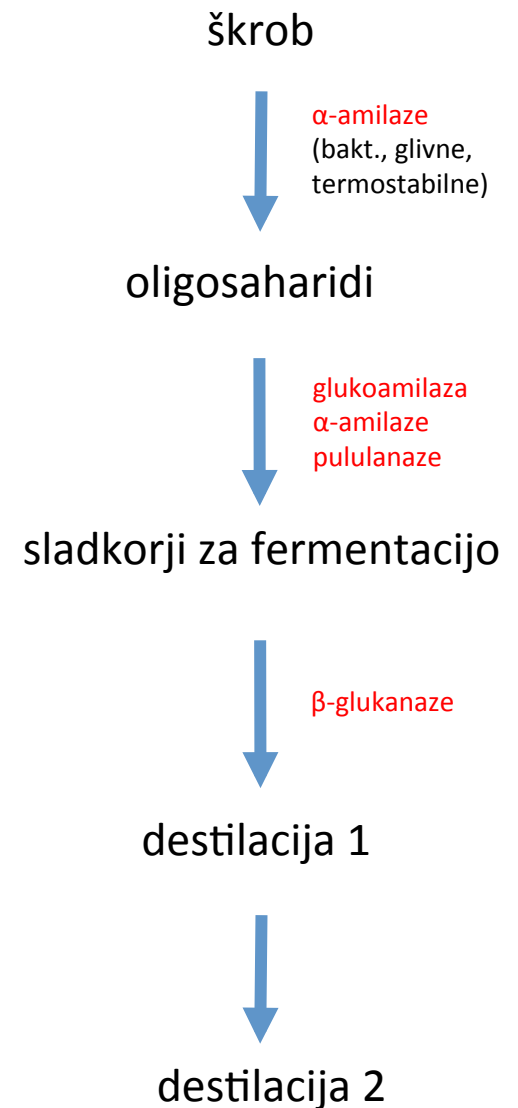 škrob
α-amilaze
(bakt., glivne,
termostabilne)
oligosaharidi
glukoamilaza
α-amilaze
pululanaze
sladkorji za fermentacijo
β-glukanaze
destilacija 1
destilacija 2